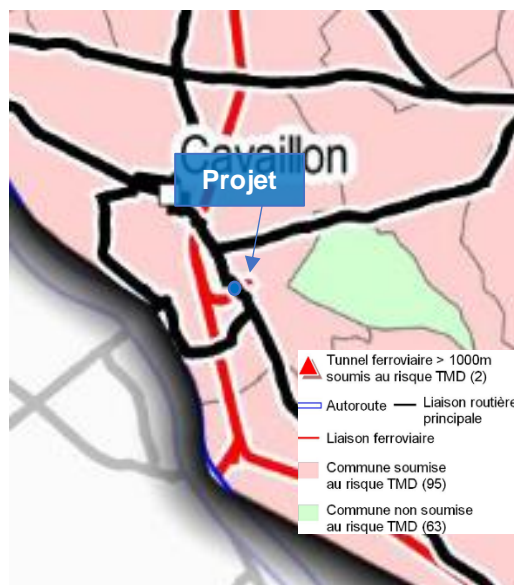 Cavaillon
Projet
Tunnel ferroviaire > 1000m
soumis au risque TMD (2)
Autoroute
Liaison routière
principale
Liaison ferroviaire
Commune soumise
au risque TMD (95)
Commune non soumise
au risque TMD (63)